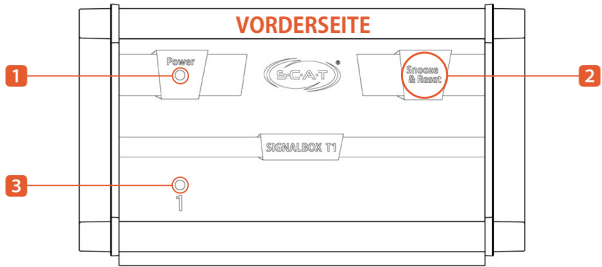 VORDERSEITE
Power
S·C·A·T®
Snooze
& Reset
1
2
SIGNALBOX T1
3
1